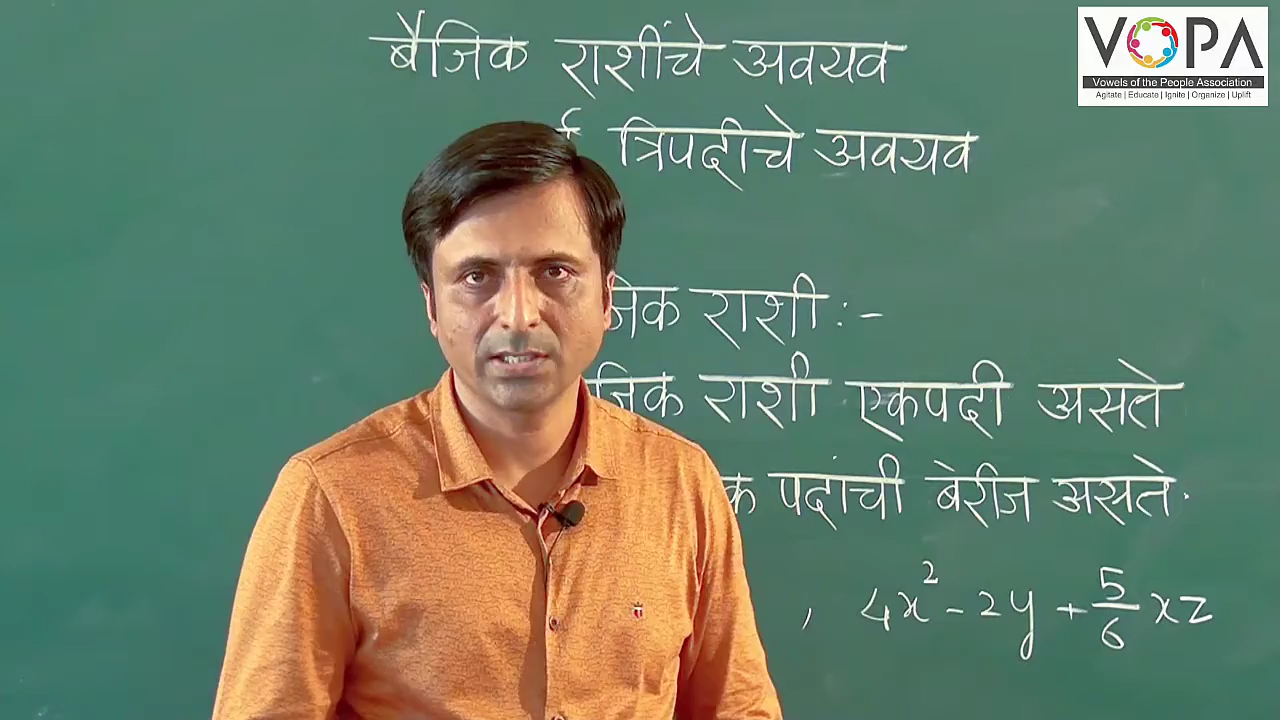 बैजिक राशींचे अवयव
त्रिपदीचे अवयव
राशी :-
राशी एकपदी असते
पदांची बेरीज असते.
, 4x² - 2y + 5/6 xz
VOPA
Vowels of the People Association
Agitate | Educate | Ignite | Organize | Uplift